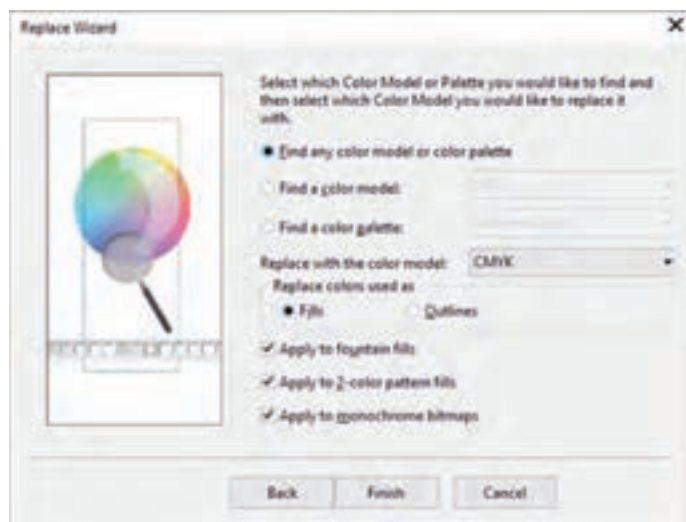 Replace Wizard
Select which Color Model or Palette you would like to find and
then select which Color Model you would like to replace it
with.
Find any color model or color palette
Find a color model:
Find a color palette:
Replace with the color model: CMYK
Replace colors used as
Fills Outlines
Apply to fountain fills
Apply to 2-color pattern fills
Apply to monochrome bitmaps
Back Finish Cancel